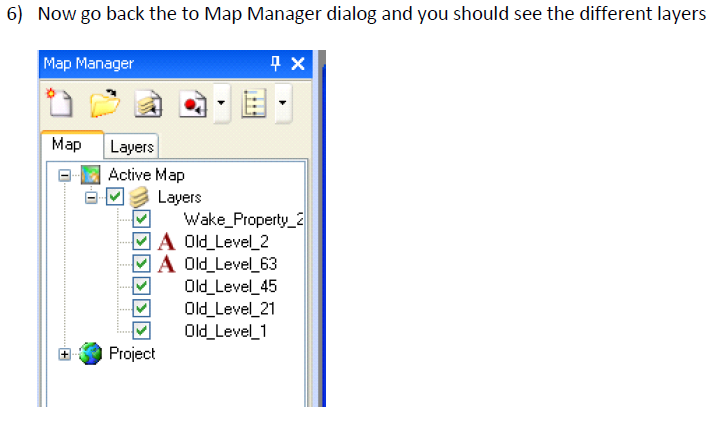 6) Now go back the to Map Manager dialog and you should see the different layers
Map Manager
Map Layers
Active Map
Layers
Wake_Property_2
A Old_Level_2
A Old_Level_63
Old_Level_45
Old_Level_21
Old_Level_1
Project